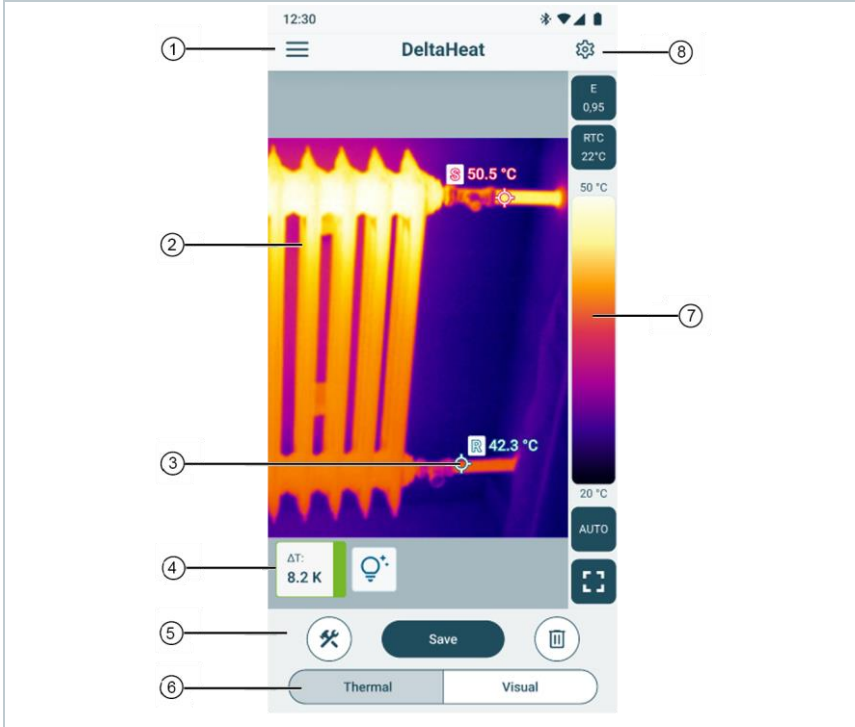 12:30
① DeltaHeat ⑧
E
0,95
RTC
22°C
S 50.5 °C
50 °C
②
⑦
R 42.3 °C
③
20 °C
AUTO
ΔT:
④ 8.2 K
⑤ Save
⑥ Thermal Visual